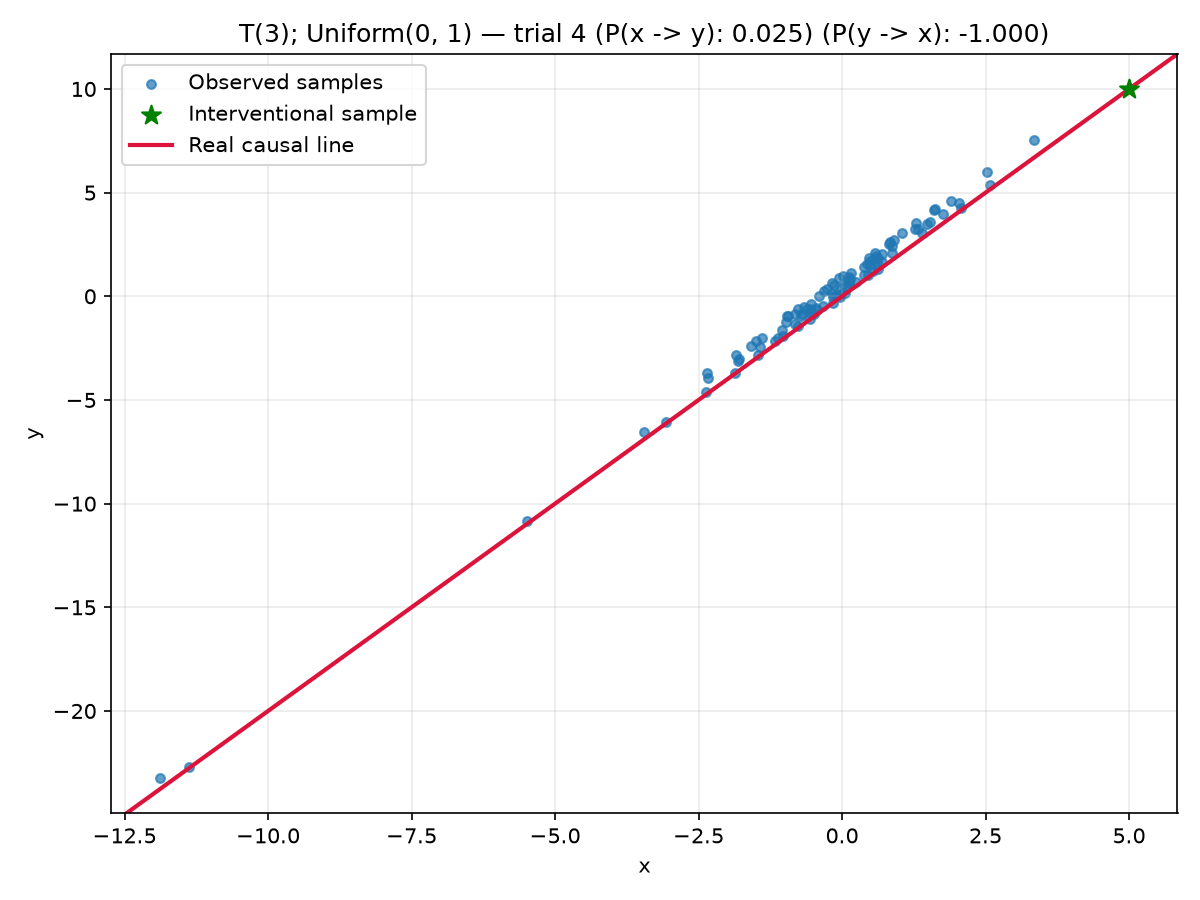 T(3); Uniform(0, 1) — trial 4 (P(x -> y): 0.025) (P(y -> x): -1.000)
Observed samples
Interventional sample
Real causal line
10
5
0
−5
−10
−15
−20
y
−12.5 −10.0 −7.5 −5.0 −2.5 0.0 2.5 5.0
x